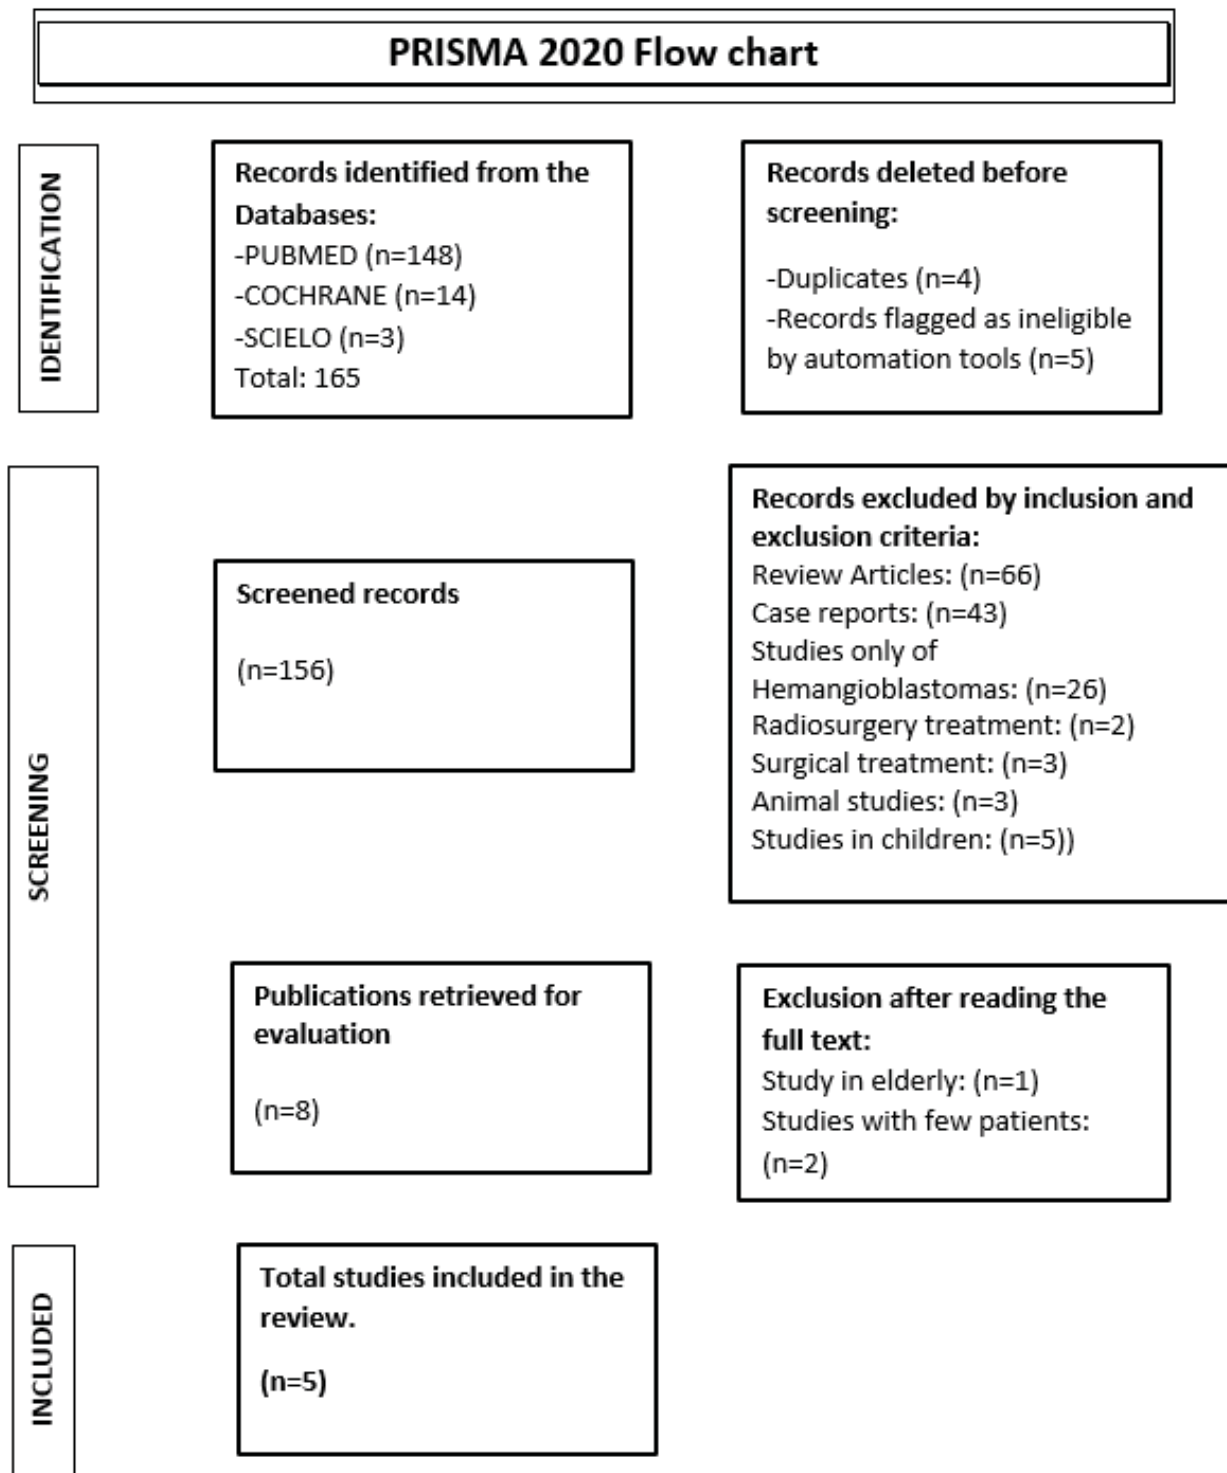 PRISMA 2020 Flow chart
IDENTIFICATION
Records identified from the
Databases:
-PUBMED (n=148)
-COCHRANE (n=14)
-SCIELO (n=3)
Total: 165
Records deleted before
screening:
-Duplicates (n=4)
-Records flagged as ineligible
by automation tools (n=5)
SCREENING
Screened records
(n=156)
Records excluded by inclusion and
exclusion criteria:
Review Articles: (n=66)
Case reports: (n=43)
Studies only of
Hemangioblastomas: (n=26)
Radiosurgery treatment: (n=2)
Surgical treatment: (n=3)
Animal studies: (n=3)
Studies in children: (n=5))
Publications retrieved for
evaluation
(n=8)
Exclusion after reading the
full text:
Study in elderly: (n=1)
Studies with few patients:
(n=2)
INCLUDED
Total studies included in the
review.
(n=5)